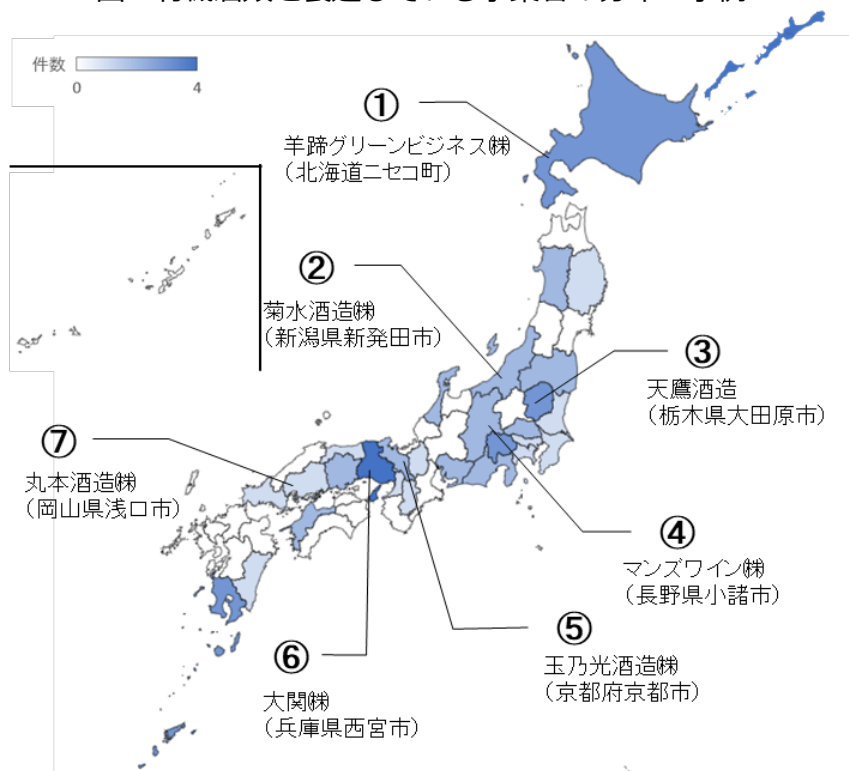 件数
0 4
①
羊蹄グリーンビジネス㈱
（北海道ニセコ町）
②
菊水酒造㈱
（新潟県新発田市）
③
天鷹酒造
（栃木県大田原市）
⑦
丸本酒造㈱
（岡山県浅口市）
④
マンズワイン㈱
（長野県小諸市）
⑤
玉乃光酒造㈱
（京都府京都市）
⑥
大関㈱
（兵庫県西宮市）